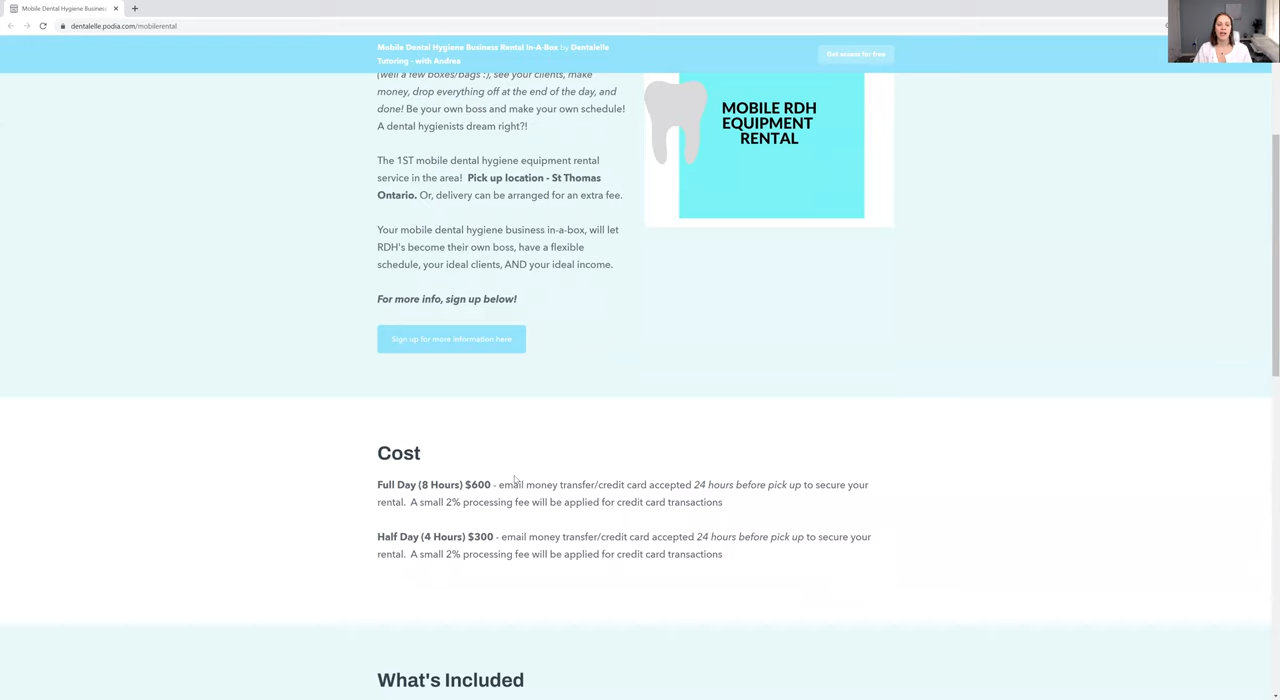 Mobile Dental Hygiene Business
dentalelle.podia.com/mobilerental
Mobile Dental Hygiene Business Rental In-A-Box by Dentalelle
Tutoring - with Andrea
Get access for free
(well a few boxes/bags :), see your clients, make
money, drop everything off at the end of the day, and
done! Be your own boss and make your own schedule!
A dental hygienists dream right?!
The 1ST mobile dental hygiene equipment rental
service in the area!  Pick up location - St Thomas
Ontario. Or, delivery can be arranged for an extra fee.
Your mobile dental hygiene business in-a-box, will let
RDH's become their own boss, have a flexible
schedule, your ideal clients, AND your ideal income.
For more info, sign up below!
Sign up for more information here
MOBILE RDH
EQUIPMENT
RENTAL
Cost
Full Day (8 Hours) $600 - email money transfer/credit card accepted 24 hours before pick up to secure your
rental.  A small 2% processing fee will be applied for credit card transactions
Half Day (4 Hours) $300 - email money transfer/credit card accepted 24 hours before pick up to secure your
rental.  A small 2% processing fee will be applied for credit card transactions
What's Included